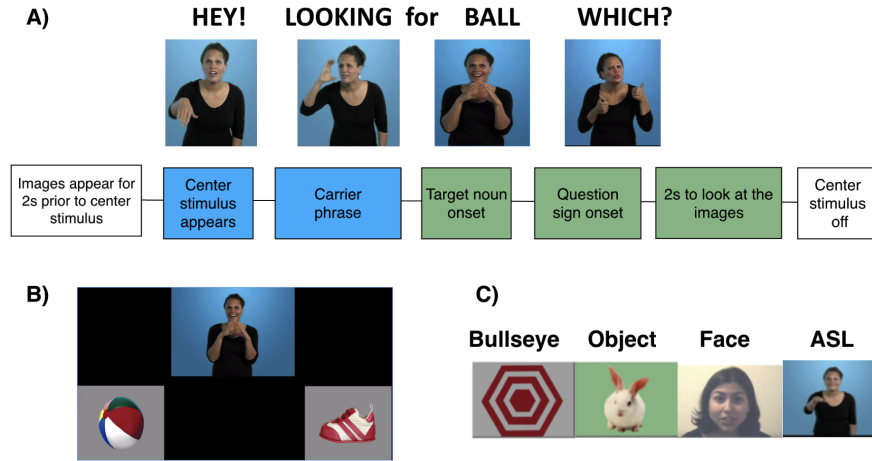 A)
HEY! LOOKING for BALL WHICH?
Images appear for
2s prior to center
stimulus
Center
stimulus
appears
Carrier
phrase
Target noun
onset
Question
sign onset
2s to look at the
images
Center
stimulus
off
B)
C)
Bullseye Object Face ASL